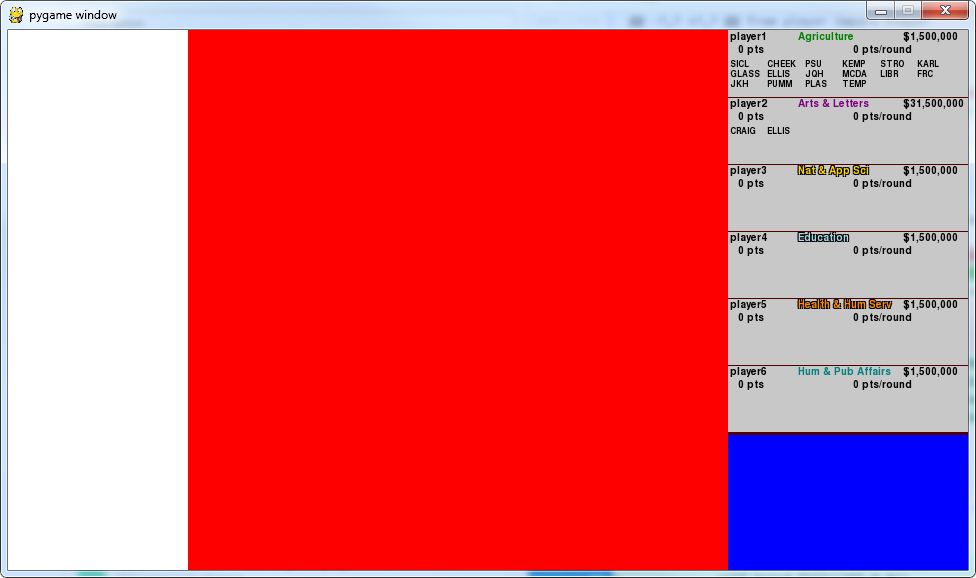 pygame window
player1 Agriculture $1,500,000
0 pts 0 pts/round
SICL CHEEK PSU KEMP STRO KARL
GLASS ELLIS JQH MCDA LIBR FRC
JKH PUMM PLAS TEMP
player2 Arts & Letters $31,500,000
0 pts 0 pts/round
CRAIG ELLIS
player3 Nat & App Sci $1,500,000
0 pts 0 pts/round
player4 Education $1,500,000
0 pts 0 pts/round
player5 Health & Hum Serv $1,500,000
0 pts 0 pts/round
player6 Hum & Pub Affairs $1,500,000
0 pts 0 pts/round